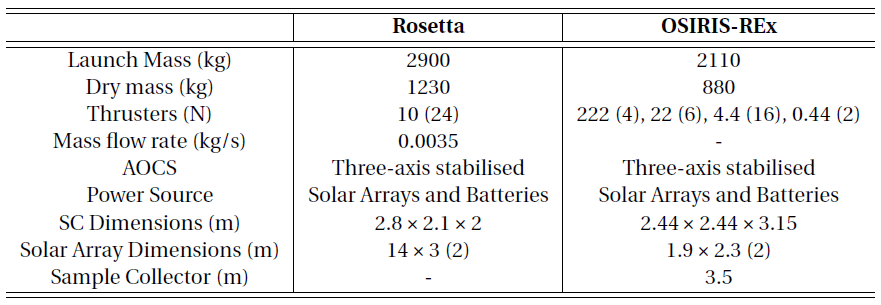 Rosetta OSIRIS-REx
Launch Mass (kg) 2900 2110
Dry mass (kg) 1230 880
Thrusters (N) 10 (24) 222 (4), 22 (6), 4.4 (16), 0.44 (2)
Mass flow rate (kg/s) 0.0035 -
AOCS Three-axis stabilised Three-axis stabilised
Power Source Solar Arrays and Batteries Solar Arrays and Batteries
SC Dimensions (m) 2.8 × 2.1 × 2 2.44 × 2.44 × 3.15
Solar Array Dimensions (m) 14 × 3 (2) 1.9 × 2.3 (2)
Sample Collector (m) - 3.5